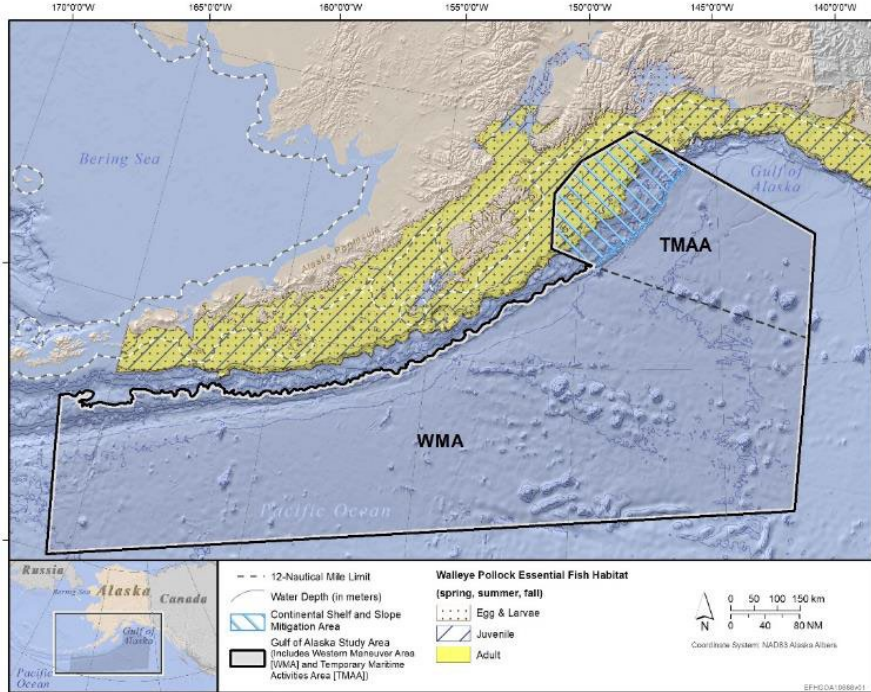 170°0'0"W 165°0'0"W 160°0'0"W 155°0'0"W 150°0'0"W 145°0'0"W 140°0'0"W
Bering Sea
Gulf of
Alaska
TMAA
Alaska Peninsula
WMA
Pacific Ocean
Russia
Bering Sea
Alaska
Canada
Gulf of
Alaska
Pacific
Ocean
12-Nautical Mile Limit
Water Depth (in meters)
Continental Shelf and Slope
Mitigation Area
Gulf of Alaska Study Area
(Includes Western Maneuver Area
[WMA] and Temporary Maritime
Activities Area [TMAA])
Walleye Pollock Essential Fish Habitat
(spring, summer, fall)
Egg & Larvae
Juvenile
Adult
N
0 50 100 150 km
0 40 80 NM
Coordinate System: NAD83 Alaska Albers